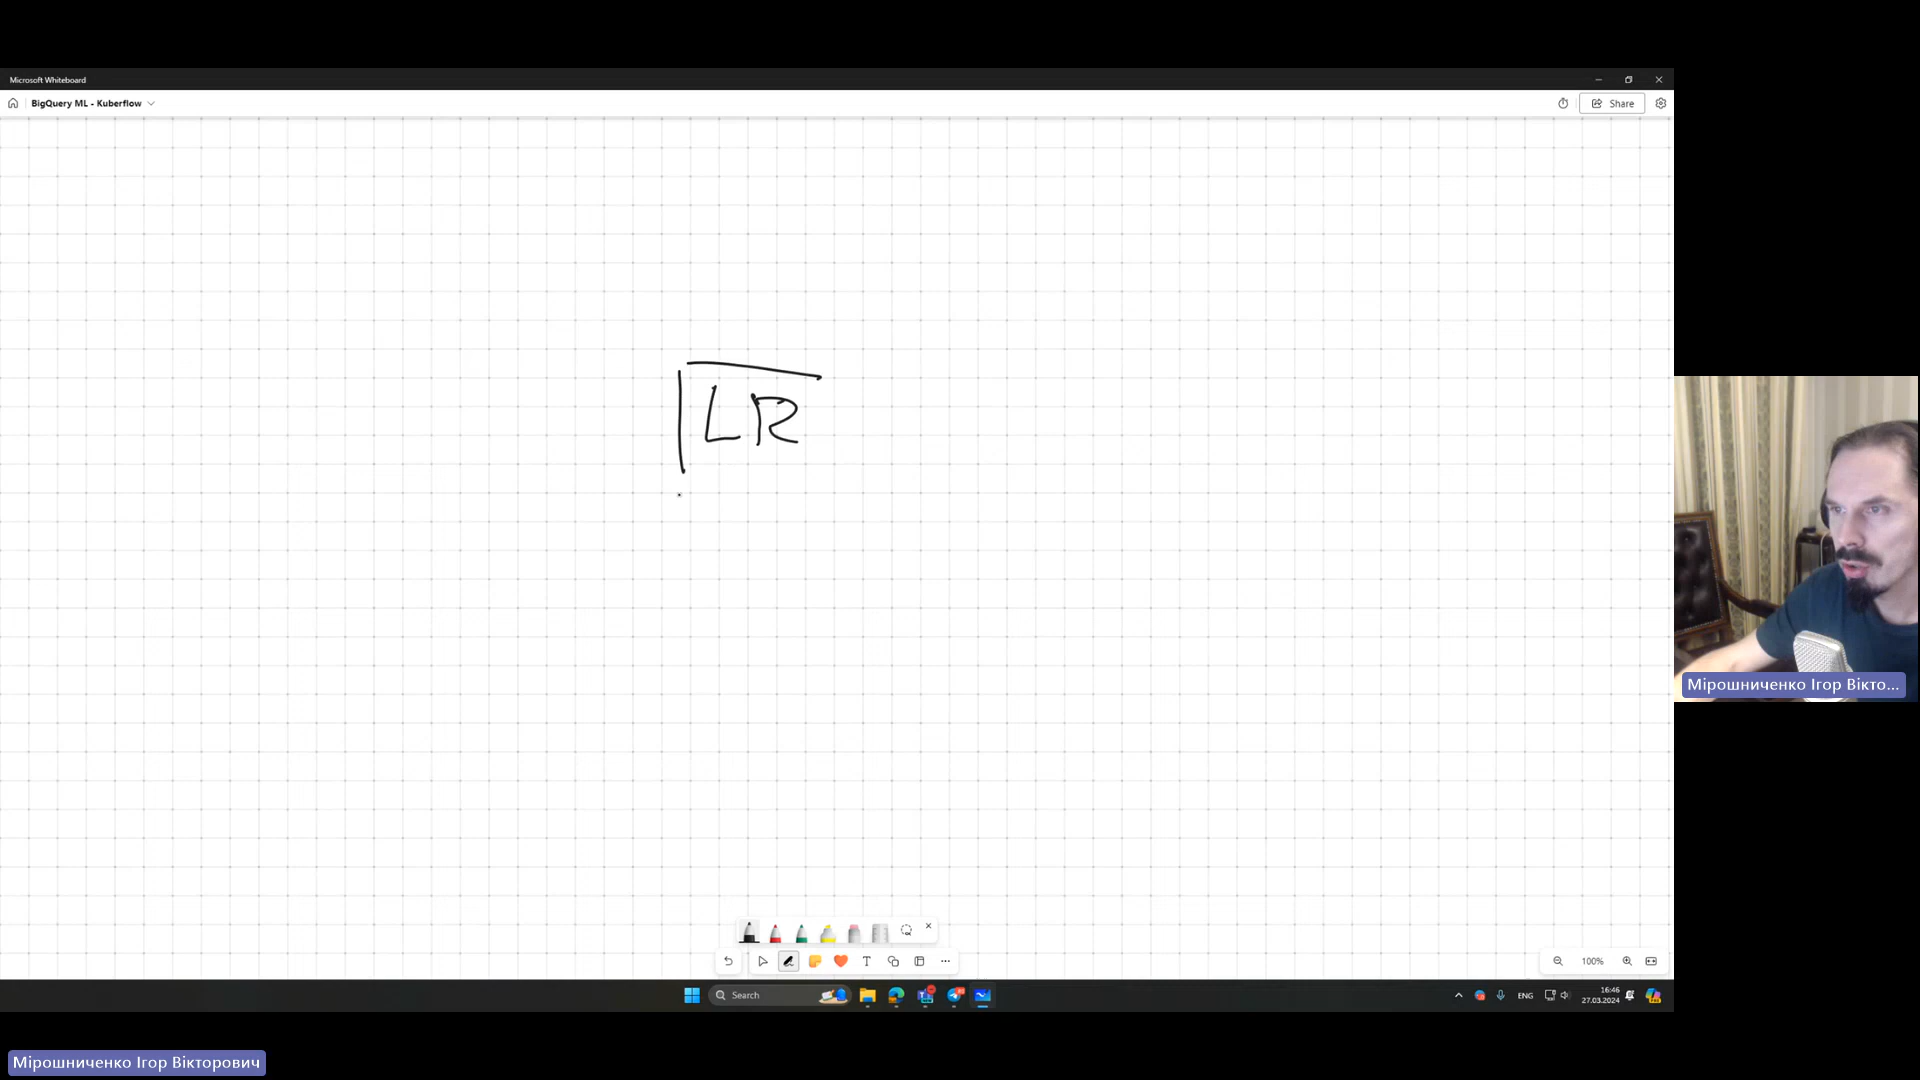 Microsoft Whiteboard
BigQuery ML - Kuberflow
Share
LR
Мірошниченко Ігор Вікто...
T
100%
Search
ENG
16:46
27.03.2024
Мірошниченко Ігор Вікторович